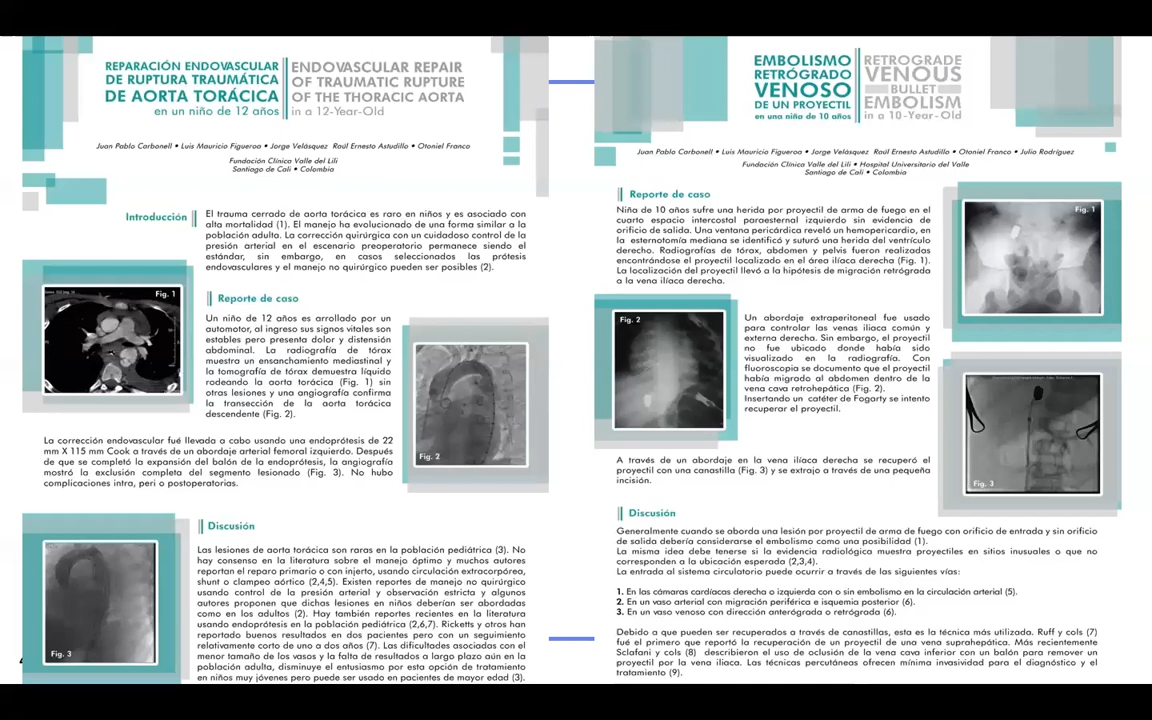 REPARACIÓN ENDOVASCULAR
DE RUPTURA TRAUMÁTICA
DE AORTA TORÁCICA
en un niño de 12 años
ENDOVASCULAR REPAIR
OF TRAUMATIC RUPTURE
OF THE THORACIC AORTA
in a 12-Year-Old
Juan Pablo Carbonell • Luis Mauricio Figueroa • Jorge Velásquez Raúl Ernesto Astudillo • Otoniel Franco
Fundación Clínica Valle del Lili
Santiago de Cali • Colombia
Introducción
El trauma cerrado de aorta torácica es raro en niños y es asociado con
alta mortalidad (1). El manejo ha evolucionado de una forma similar a la
población adulta. La corrección quirúrgica con un cuidadoso control de la
presión arterial en el escenario preoperatorio permanece siendo el
estándar, sin embargo, en casos seleccionados las prótesis
endovasculares y el manejo no quirúrgico pueden ser posibles (2).
Fig. 1
Reporte de caso
Un niño de 12 años es arrollado por un
automotor, al ingreso sus signos vitales son
estables pero presenta dolor y distensión
abdominal. La radiografía de tórax
muestra un ensanchamiento mediastinal y
la tomografía de tórax demuestra líquido
rodeando la aorta torácica (Fig. 1) sin
otras lesiones y una angiografía confirma
la transección de la aorta torácica
descendente (Fig. 2).
Fig. 2
La corrección endovascular fué llevada a cabo usando una endoprótesis de 22
mm X 115 mm Cook a través de un abordaje arterial femoral izquierdo. Después
de que se completó la expansión del balón de la endoprótesis, la angiografía
mostró la exclusión completa del segmento lesionado (Fig. 3). No hubo
complicaciones intra, peri o postoperatorias.
Discusión
Las lesiones de aorta torácica son raras en la población pediátrica (3). No
hay consenso en la literatura sobre el manejo óptimo y muchos autores
reportan el reparo primario o con injerto, usando circulación extracorpórea,
shunt o clampeo aórtico (2,4,5). Existen reportes de manejo no quirúrgico
usando control de la presión arterial y observación estricta y algunos
autores proponen que dichas lesiones en niños deberían ser abordadas
como en los adultos (2). Hay también reportes recientes en la literatura
usando endoprótesis en la población pediátrica (2,6,7). Ricketts y otros han
reportado buenos resultados en dos pacientes pero con un seguimiento
relativamente corto de uno a dos años (7). Las dificultades asociadas con el
menor tamaño de los vasos y la falta de resultados a largo plazo aún en la
población adulta, disminuye el entusiasmo por esta opción de tratamiento
en niños muy jóvenes pero puede ser usado en pacientes de mayor edad (3).
Fig. 3
EMBOLISMO
RETRÓGRADO
VENOSO
DE UN PROYECTIL
en una niña de 10 años
RETROGRADE
VENOUS
BULLET
EMBOLISM
in a 10-Year-Old
Juan Pablo Carbonell • Luis Mauricio Figueroa • Jorge Velásquez Raúl Ernesto Astudillo • Otoniel Franco • Julio Rodríguez
Fundación Clínica Valle del Lili • Hospital Universitario del Valle
Santiago de Cali • Colombia
Reporte de caso
Niña de 10 años sufre una herida por proyectil de arma de fuego en el
cuarto espacio intercostal paraesternal izquierdo sin evidencia de
orificio de salida. Una ventana pericárdica reveló un hemopericardio, en
la esternotomía mediana se identificó y suturó una herida del ventrículo
derecho. Radiografías de tórax, abdomen y pelvis fueron realizadas
encontrándose el proyectil localizado en el área ilíaca derecha (Fig. 1).
La localización del proyectil llevó a la hipótesis de migración retrógrada
a la vena ilíaca derecha.
Fig. 1
Fig. 2
Un abordaje extraperitoneal fue usado
para controlar las venas ilíaca común y
externa derecha. Sin embargo, el proyectil
no fue ubicado donde había sido
visualizado en la radiografía. Con
fluoroscopia se documento que el proyectil
había migrado al abdomen dentro de la
vena cava retrohepática (Fig. 2).
Insertando un catéter de Fogarty se intento
recuperar el proyectil.
A través de un abordaje en la vena ilíaca derecha se recuperó el
proyectil con una canastilla (Fig. 3) y se extrajo a través de una pequeña
incisión.
Fig. 3
Discusión
Generalmente cuando se aborda una lesión por proyectil de arma de fuego con orificio de entrada y sin orificio
de salida debería considerarse el embolismo como una posibilidad (1).
La misma idea debe tenerse si la evidencia radiológica muestra proyectiles en sitios inusuales o que no
corresponden a la ubicación esperada (2,3,4).
La entrada al sistema circulatorio puede ocurrir a través de las siguientes vías:
1. En las cámaras cardíacas derecha o izquierda con o sin embolismo en la circulación arterial (5).
2. En un vaso arterial con migración periférica e isquemia posterior (6).
3. En un vaso venoso con dirección anterógrada o retrógrada (6).
Debido a que pueden ser recuperados a través de canastillas, esta es la técnica más utilizada. Ruff y cols (7)
fué el primero que reportó la recuperación de un proyectil de una vena suprahepática. Más recientemente
Sclafani y cols (8) describieron el uso de oclusión de la vena cava inferior con un balón para remover un
proyectil por la vena iliaca. Las técnicas percutáneas ofrecen mínima invasividad para el diagnóstico y el
tratamiento (9).